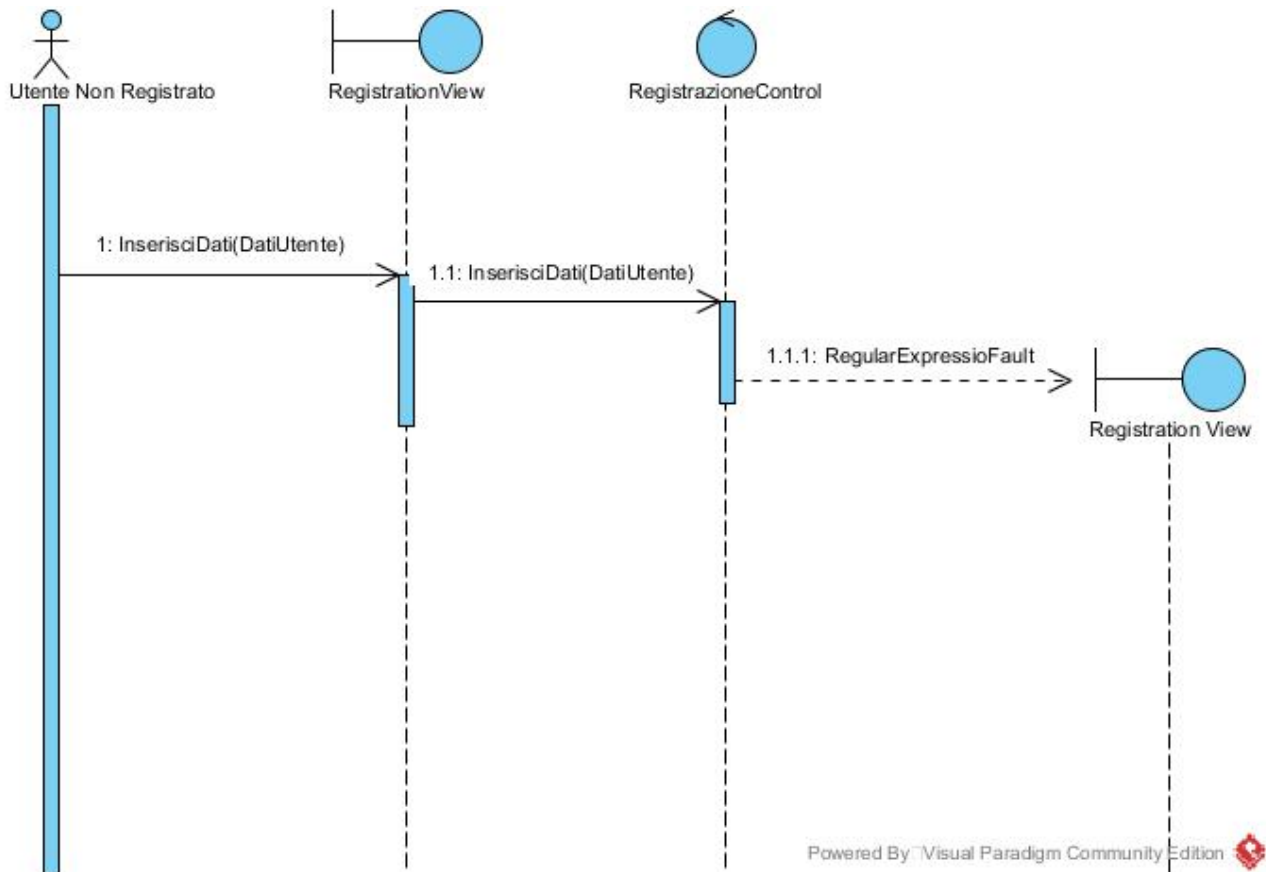 Utente Non Registrato
RegistrationView
RegistrazioneControl
1: InserisciDati(DatiUtente)
1.1: InserisciDati(DatiUtente)
1.1.1: RegularExpressioFault
Registration View
Powered By Visual Paradigm Community Edition